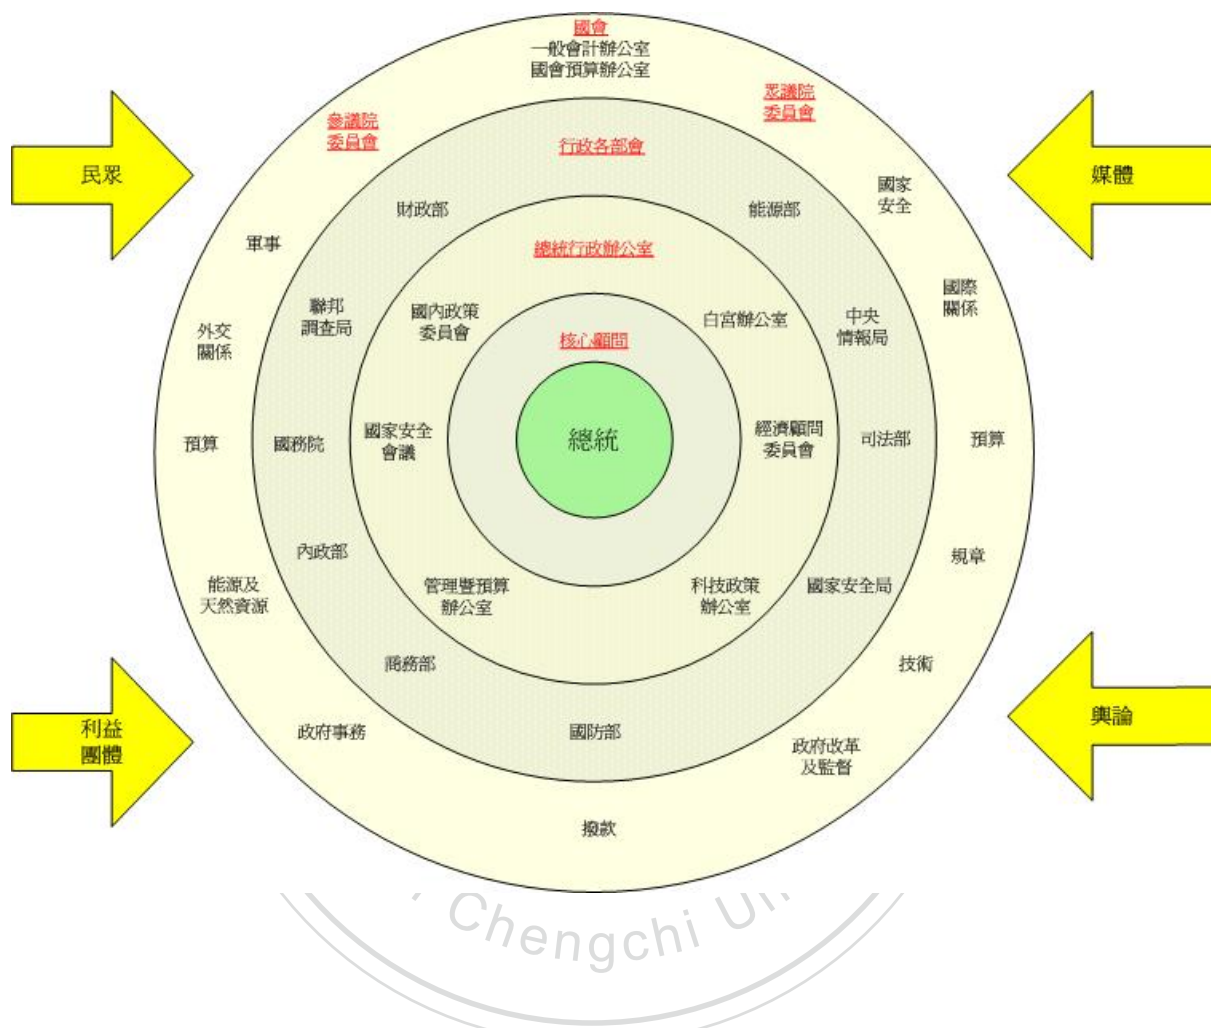 國會
一般會計辦公室
國會預算辦公室
參議院
委員會
眾議院
委員會
行政各部會
民眾
媒體
國家
安全
財政部
能源部
軍事
總統行政辦公室
國際
關係
聯邦
調查局
國內政策
委員會
白宮辦公室
中央
情報局
外交
關係
核心顧問
預算
國務院
國家安全
會議
總統
經濟顧問
委員會
司法部
預算
內政部
規章
能源及
天然資源
管理暨預算
辦公室
科技政策
辦公室
國家安全局
商務部
技術
利益
團體
政府事務
國防部
政府改革
及監督
輿論
撥款
Chengchi Un